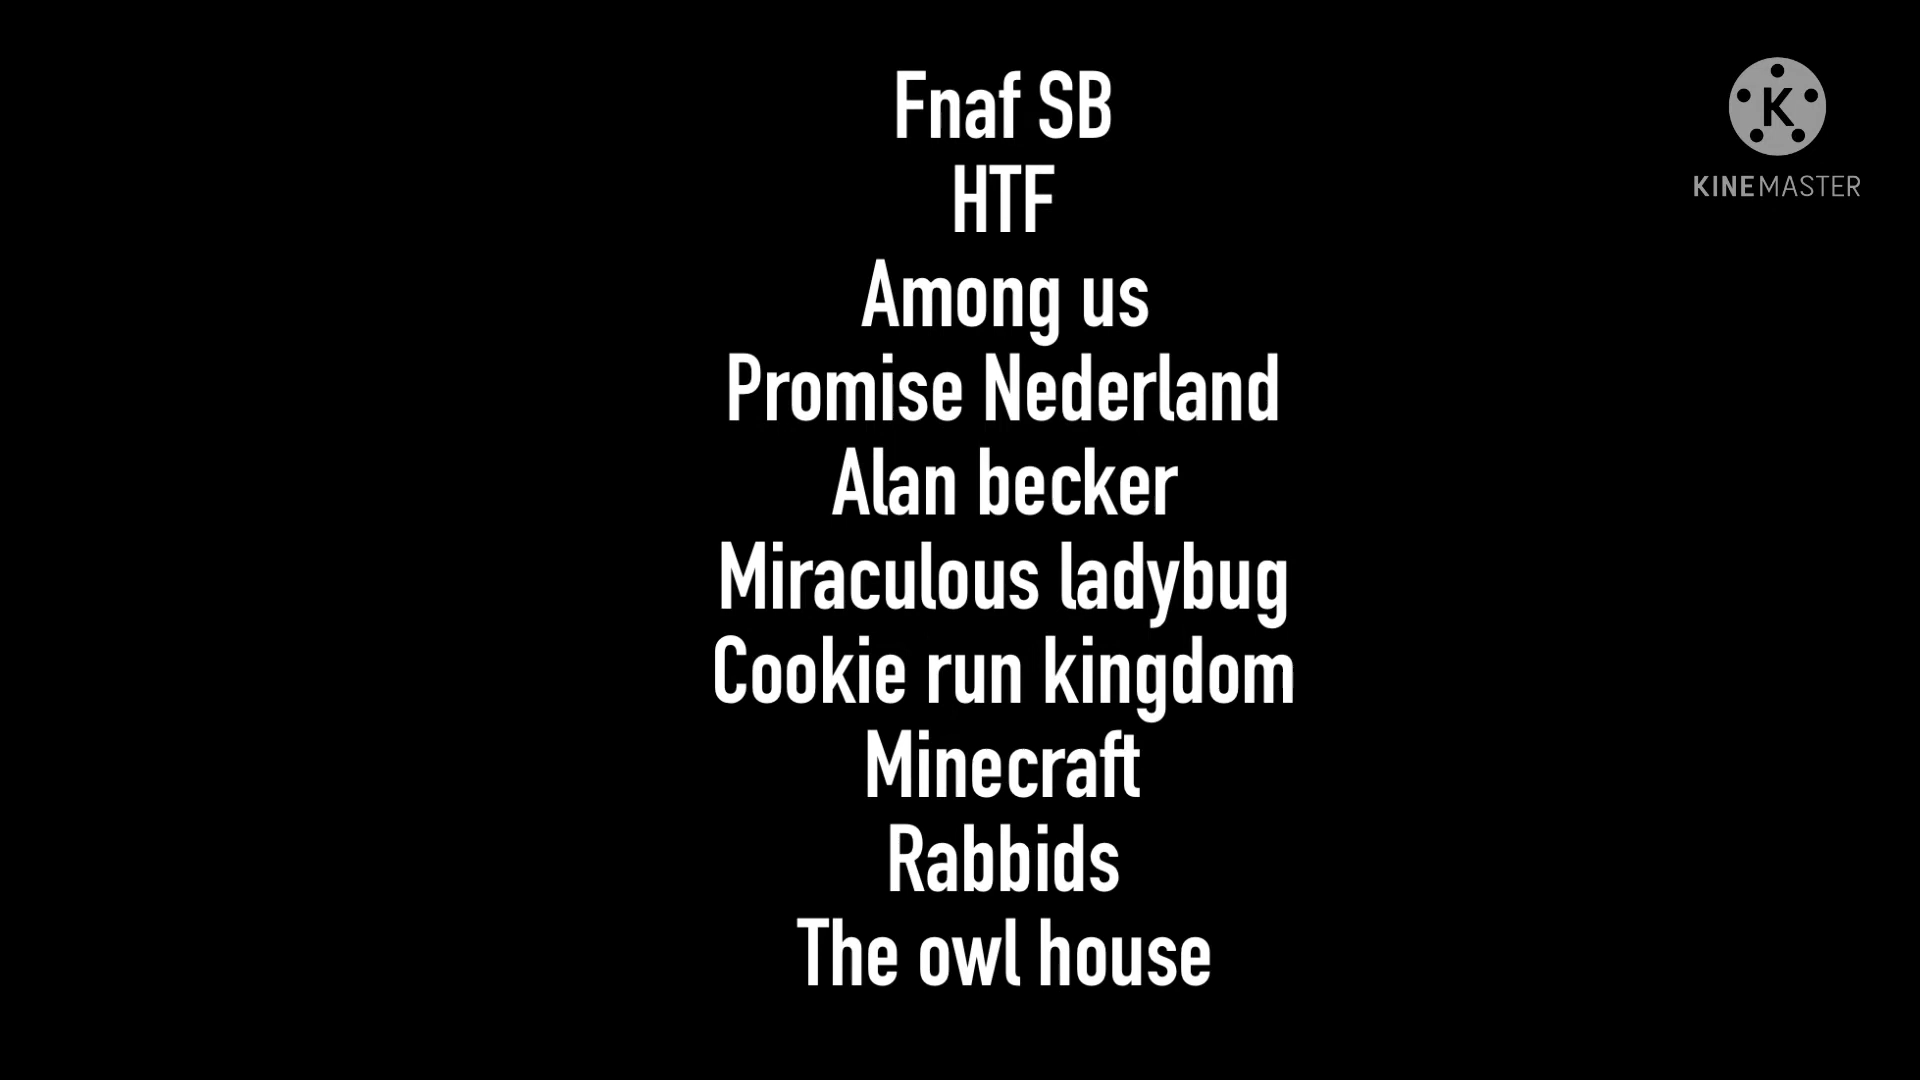 Fnaf SB
HTF
Among us
Promise Nederland
Alan becker
Miraculous ladybug
Cookie run kingdom
Minecraft
Rabbids
The owl house
K
KINEMASTER